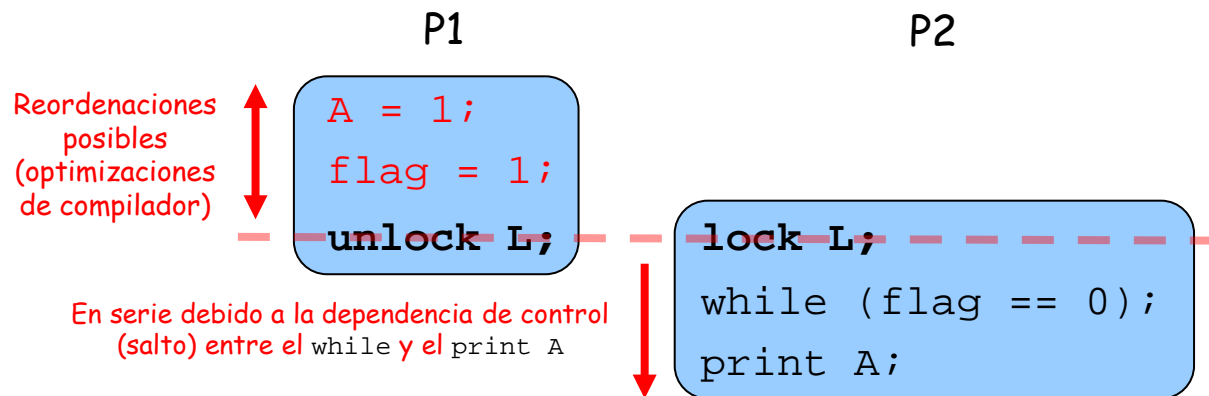 P1
P2
Reordenaciones
posibles
(optimizaciones
de compilador)
A = 1;
flag = 1;
unlock L;
lock L;
while (flag == 0);
print A;
En serie debido a la dependencia de control
(salto) entre el while y el print A